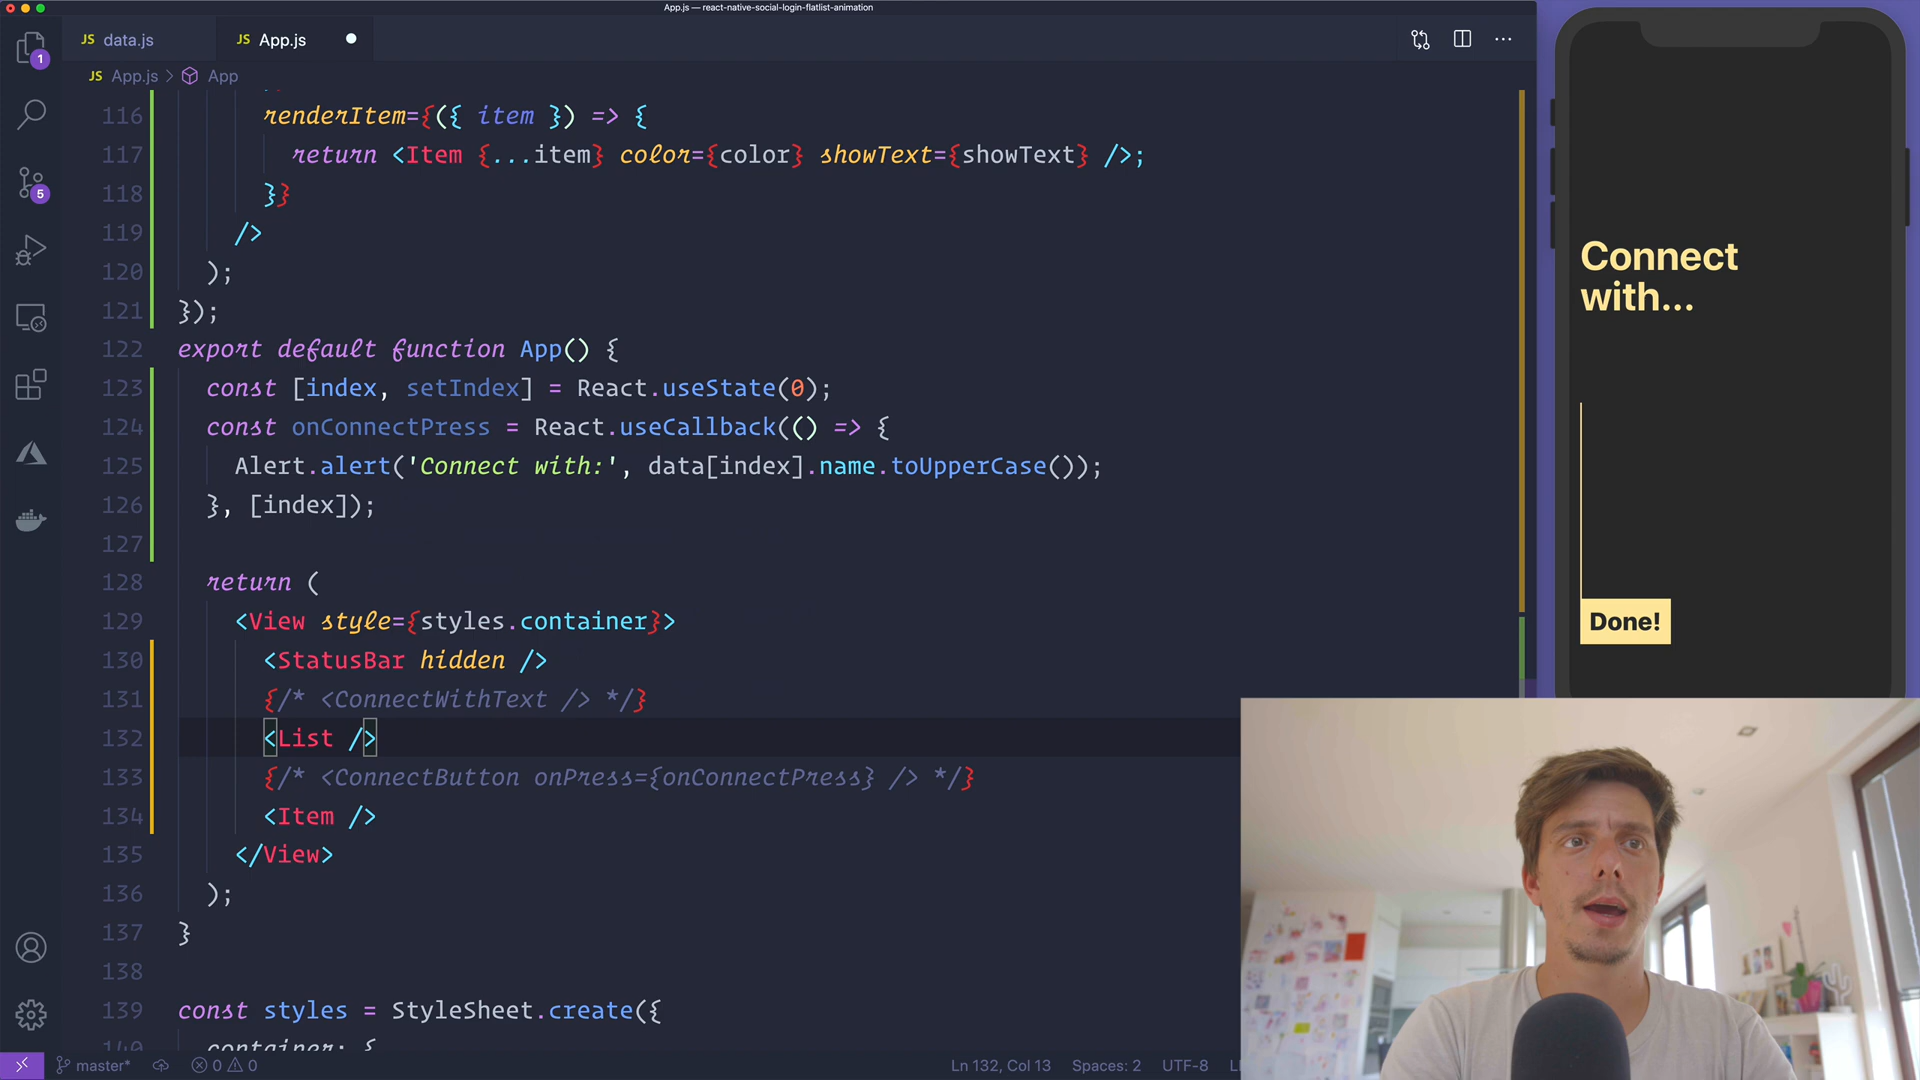 App.js — react-native-social-login-flatlist-animation
JS data.js
JS App.js
JS App.js > App
1
5
116 renderItem={({ item }) => {
117 return <Item {...item} color={color} showText={showText} />;
118 }}
119 />
120 );
121 });
122 export default function App() {
123 const [index, setIndex] = React.useState(0);
124 const onConnectPress = React.useCallback(() => {
125 Alert.alert('Connect with:', data[index].name.toUpperCase());
126 }, [index]);
127
128 return (
129 <View style={styles.container}>
130 <StatusBar hidden />
131 {/* <ConnectWithText /> */}
132 <List />
133 {/* <ConnectButton onPress={onConnectPress} /> */}
134 <Item />
135 </View>
136 );
137 }
138
139 const styles = StyleSheet.create({
140 container: {
master* 0 0
Ln 132, Col 13 Spaces: 2 UTF-8
Connect
with...
Done!